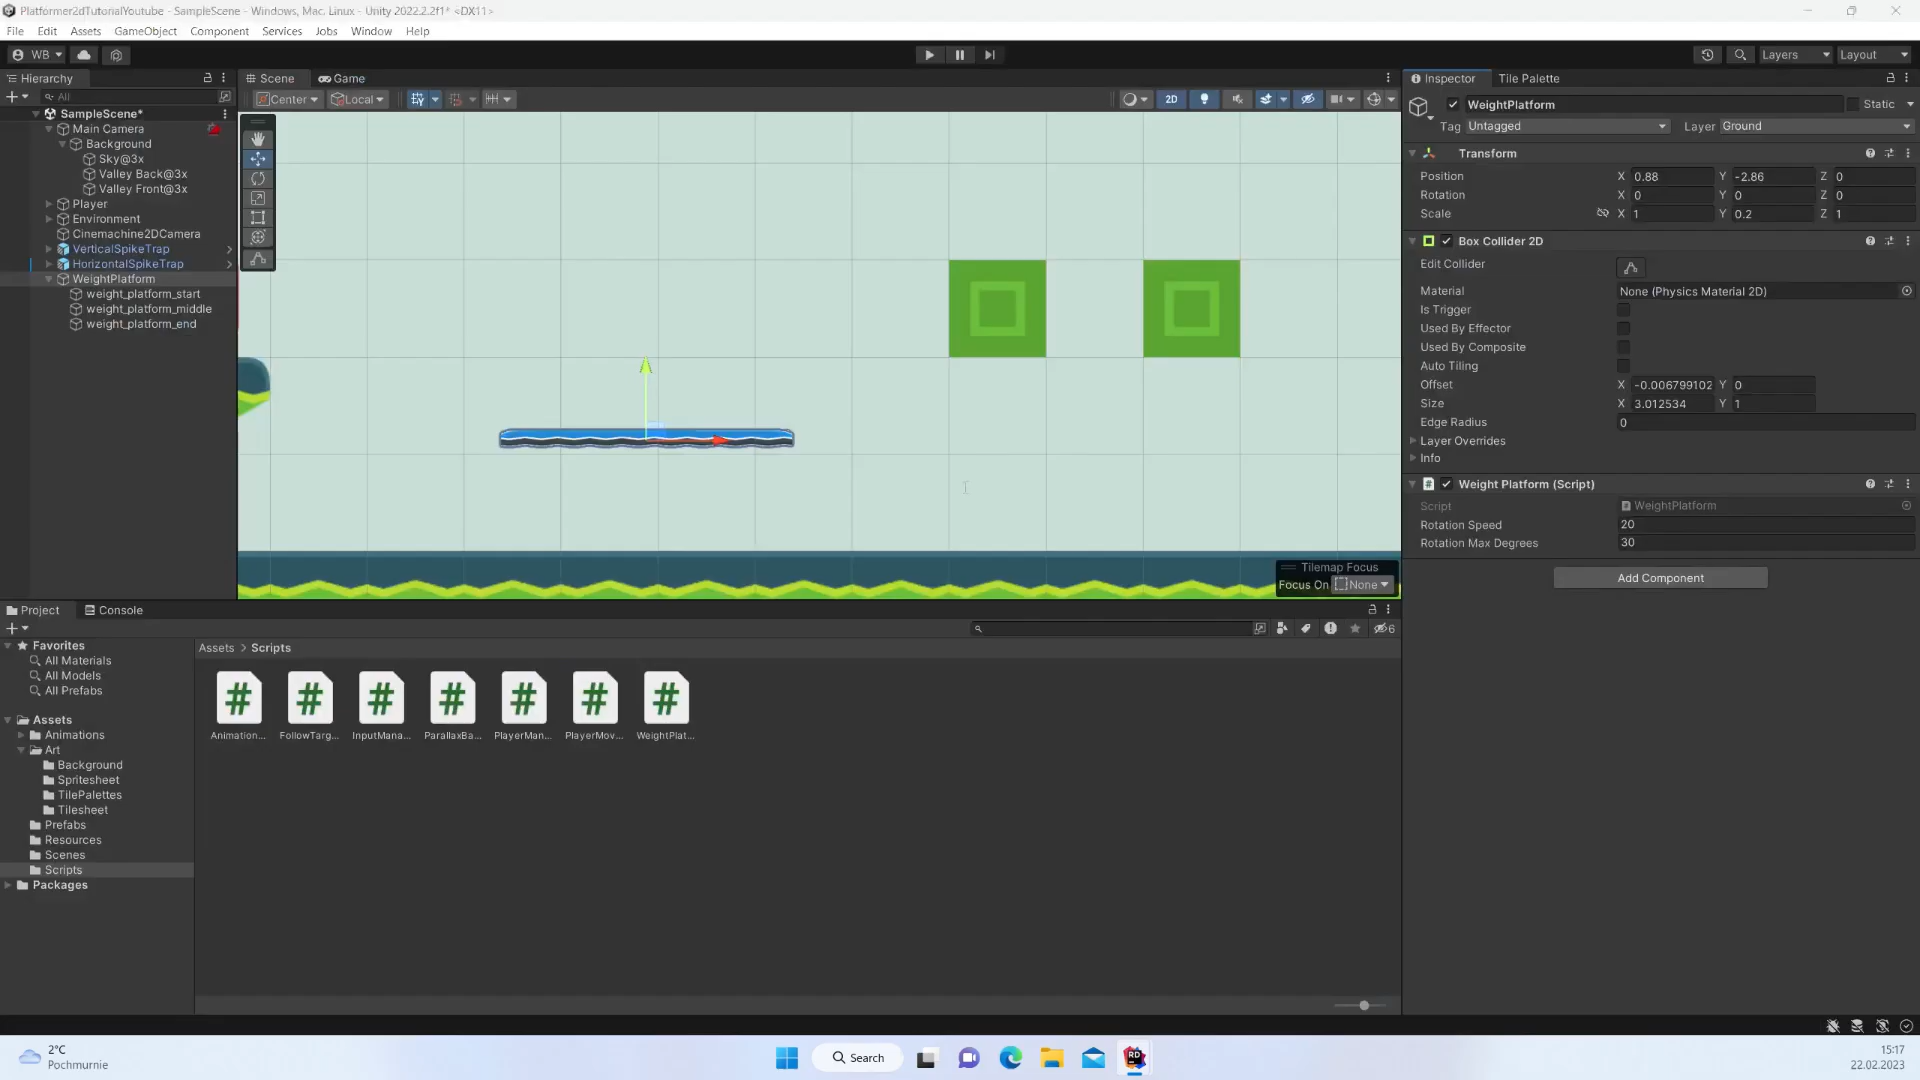 Platformer2dTutorialYoutube - SampleScene - Windows, Mac, Linux - Unity 2022.2.2f1* <DX11>
File Edit Assets GameObject Component Services Jobs Window Help
WB Layers Layout
Hierarchy
All
SampleScene*
Main Camera
Background
Sky@3x
Valley Back@3x
Valley Front@3x
Player
Environment
Cinemachine2DCamera
VerticalSpikeTrap
HorizontalSpikeTrap
WeightPlatform
weight_platform_start
weight_platform_middle
weight_platform_end
Scene Game
Center Local 2D
Tilemap Focus
Focus On None
Inspector Tile Palette
WeightPlatform Static
Tag Untagged Layer Ground
Transform
Position X 0.88 Y -2.86 Z 0
Rotation X 0 Y 0 Z 0
Scale X 1 Y 0.2 Z 1
Box Collider 2D
Edit Collider
Material None (Physics Material 2D)
Is Trigger
Used By Effector
Used By Composite
Auto Tiling
Offset X -0.006799102 Y 0
Size X 3.012534 Y 1
Edge Radius 0
Layer Overrides
Info
# Weight Platform (Script)
Script WeightPlatform
Rotation Speed 20
Rotation Max Degrees 30
Add Component
Project Console
6
Favorites
All Materials
All Models
All Prefabs
Assets
Animations
Art
Background
Spritesheet
TilePalettes
Tilesheet
Prefabs
Resources
Scenes
Scripts
Packages
Assets > Scripts
# # # # # # #
Animation... FollowTarg... InputMana... ParallaxBa... PlayerMan... PlayerMov... WeightPlat...
2°C
Pochmurnie
Search
RD
15:17
22.02.2023